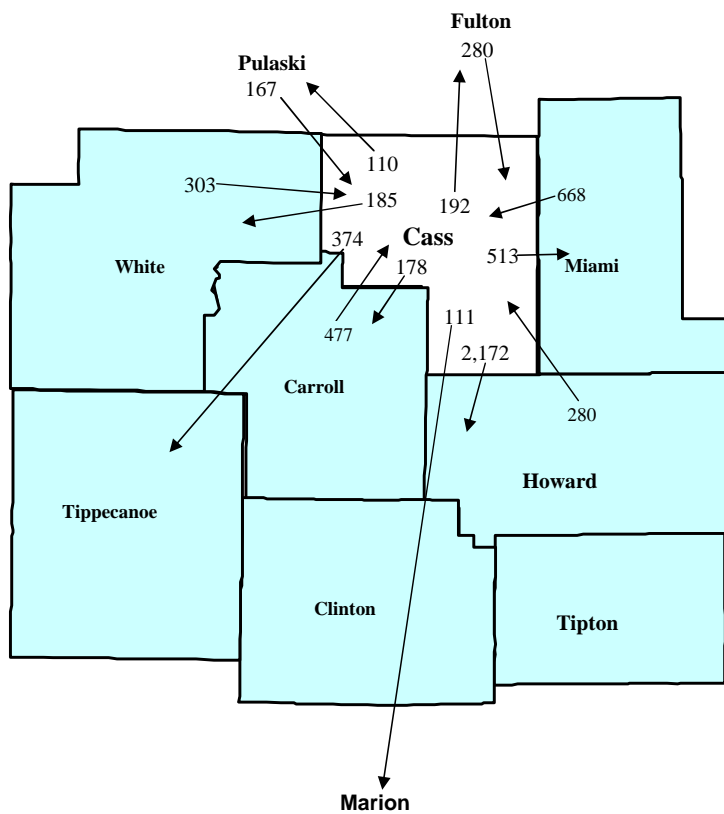 Fulton
280
Pulaski
167
110
303
185
192
668
374
Cass
White
178
513
Miami
477
111
2,172
Carroll
280
Howard
Tippecanoe
Clinton
Tipton
Marion